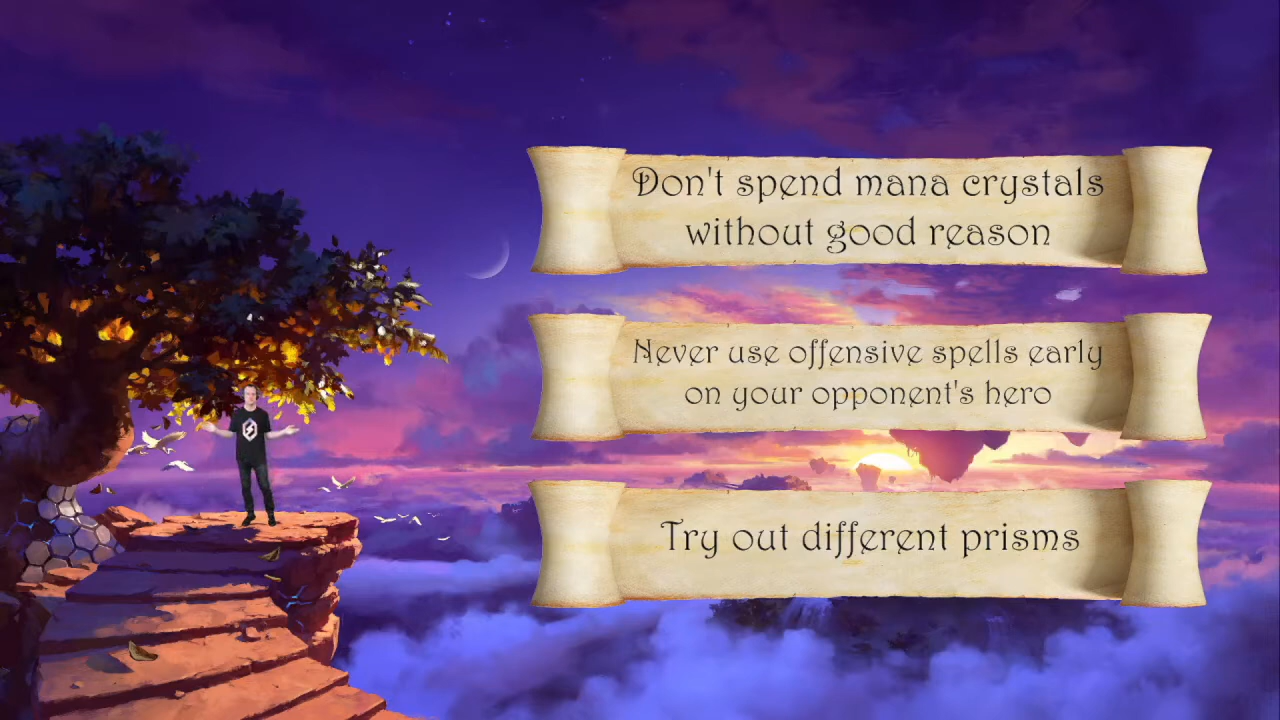 Don't spend mana crystals
without good reason
Never use offensive spells early
on your opponent's hero
Try out different prisms